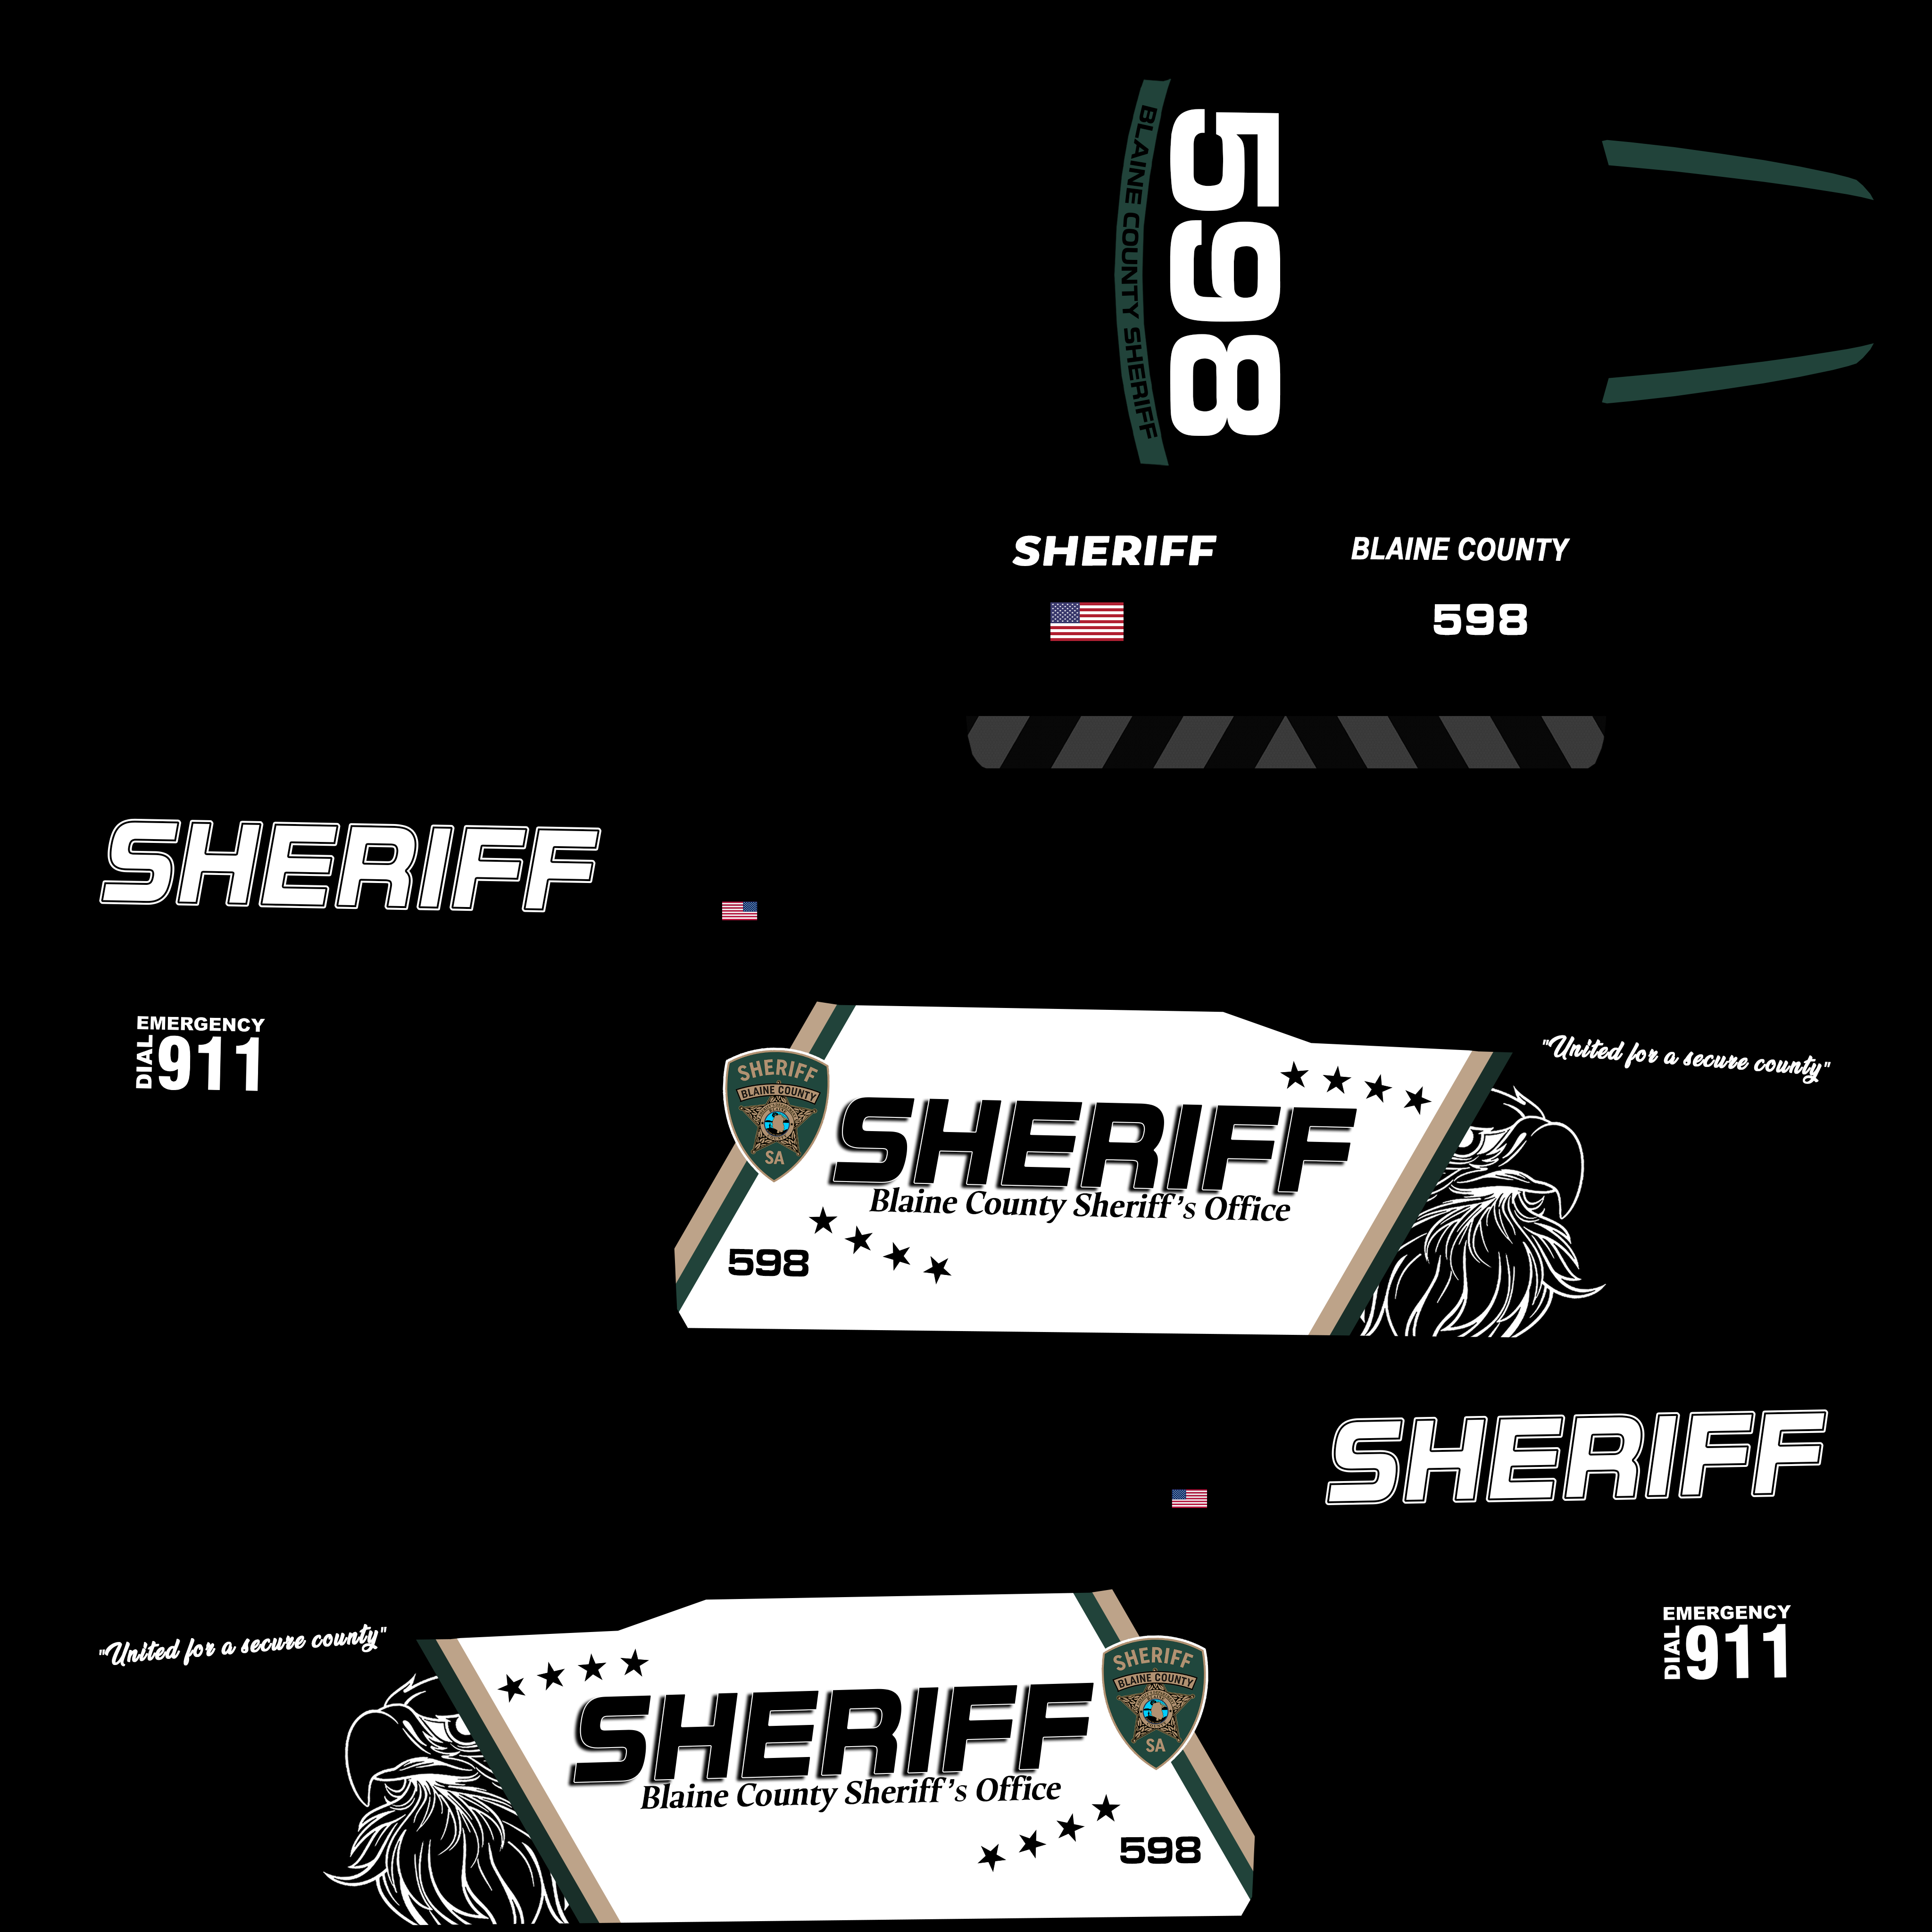 BLAINE COUNTY SHERIFF
598
SHERIFF
BLAINE COUNTY
598
SHERIFF
EMERGENCY
DIAL 911
SHERIFF
BLAINE COUNTY
SA
SHERIFF
Blaine County Sheriff's Office
598
"United for a secure county"
SHERIFF
"United for a secure county"
SHERIFF
Blaine County Sheriff's Office
598
SHERIFF
BLAINE COUNTY
SA
EMERGENCY
DIAL 911